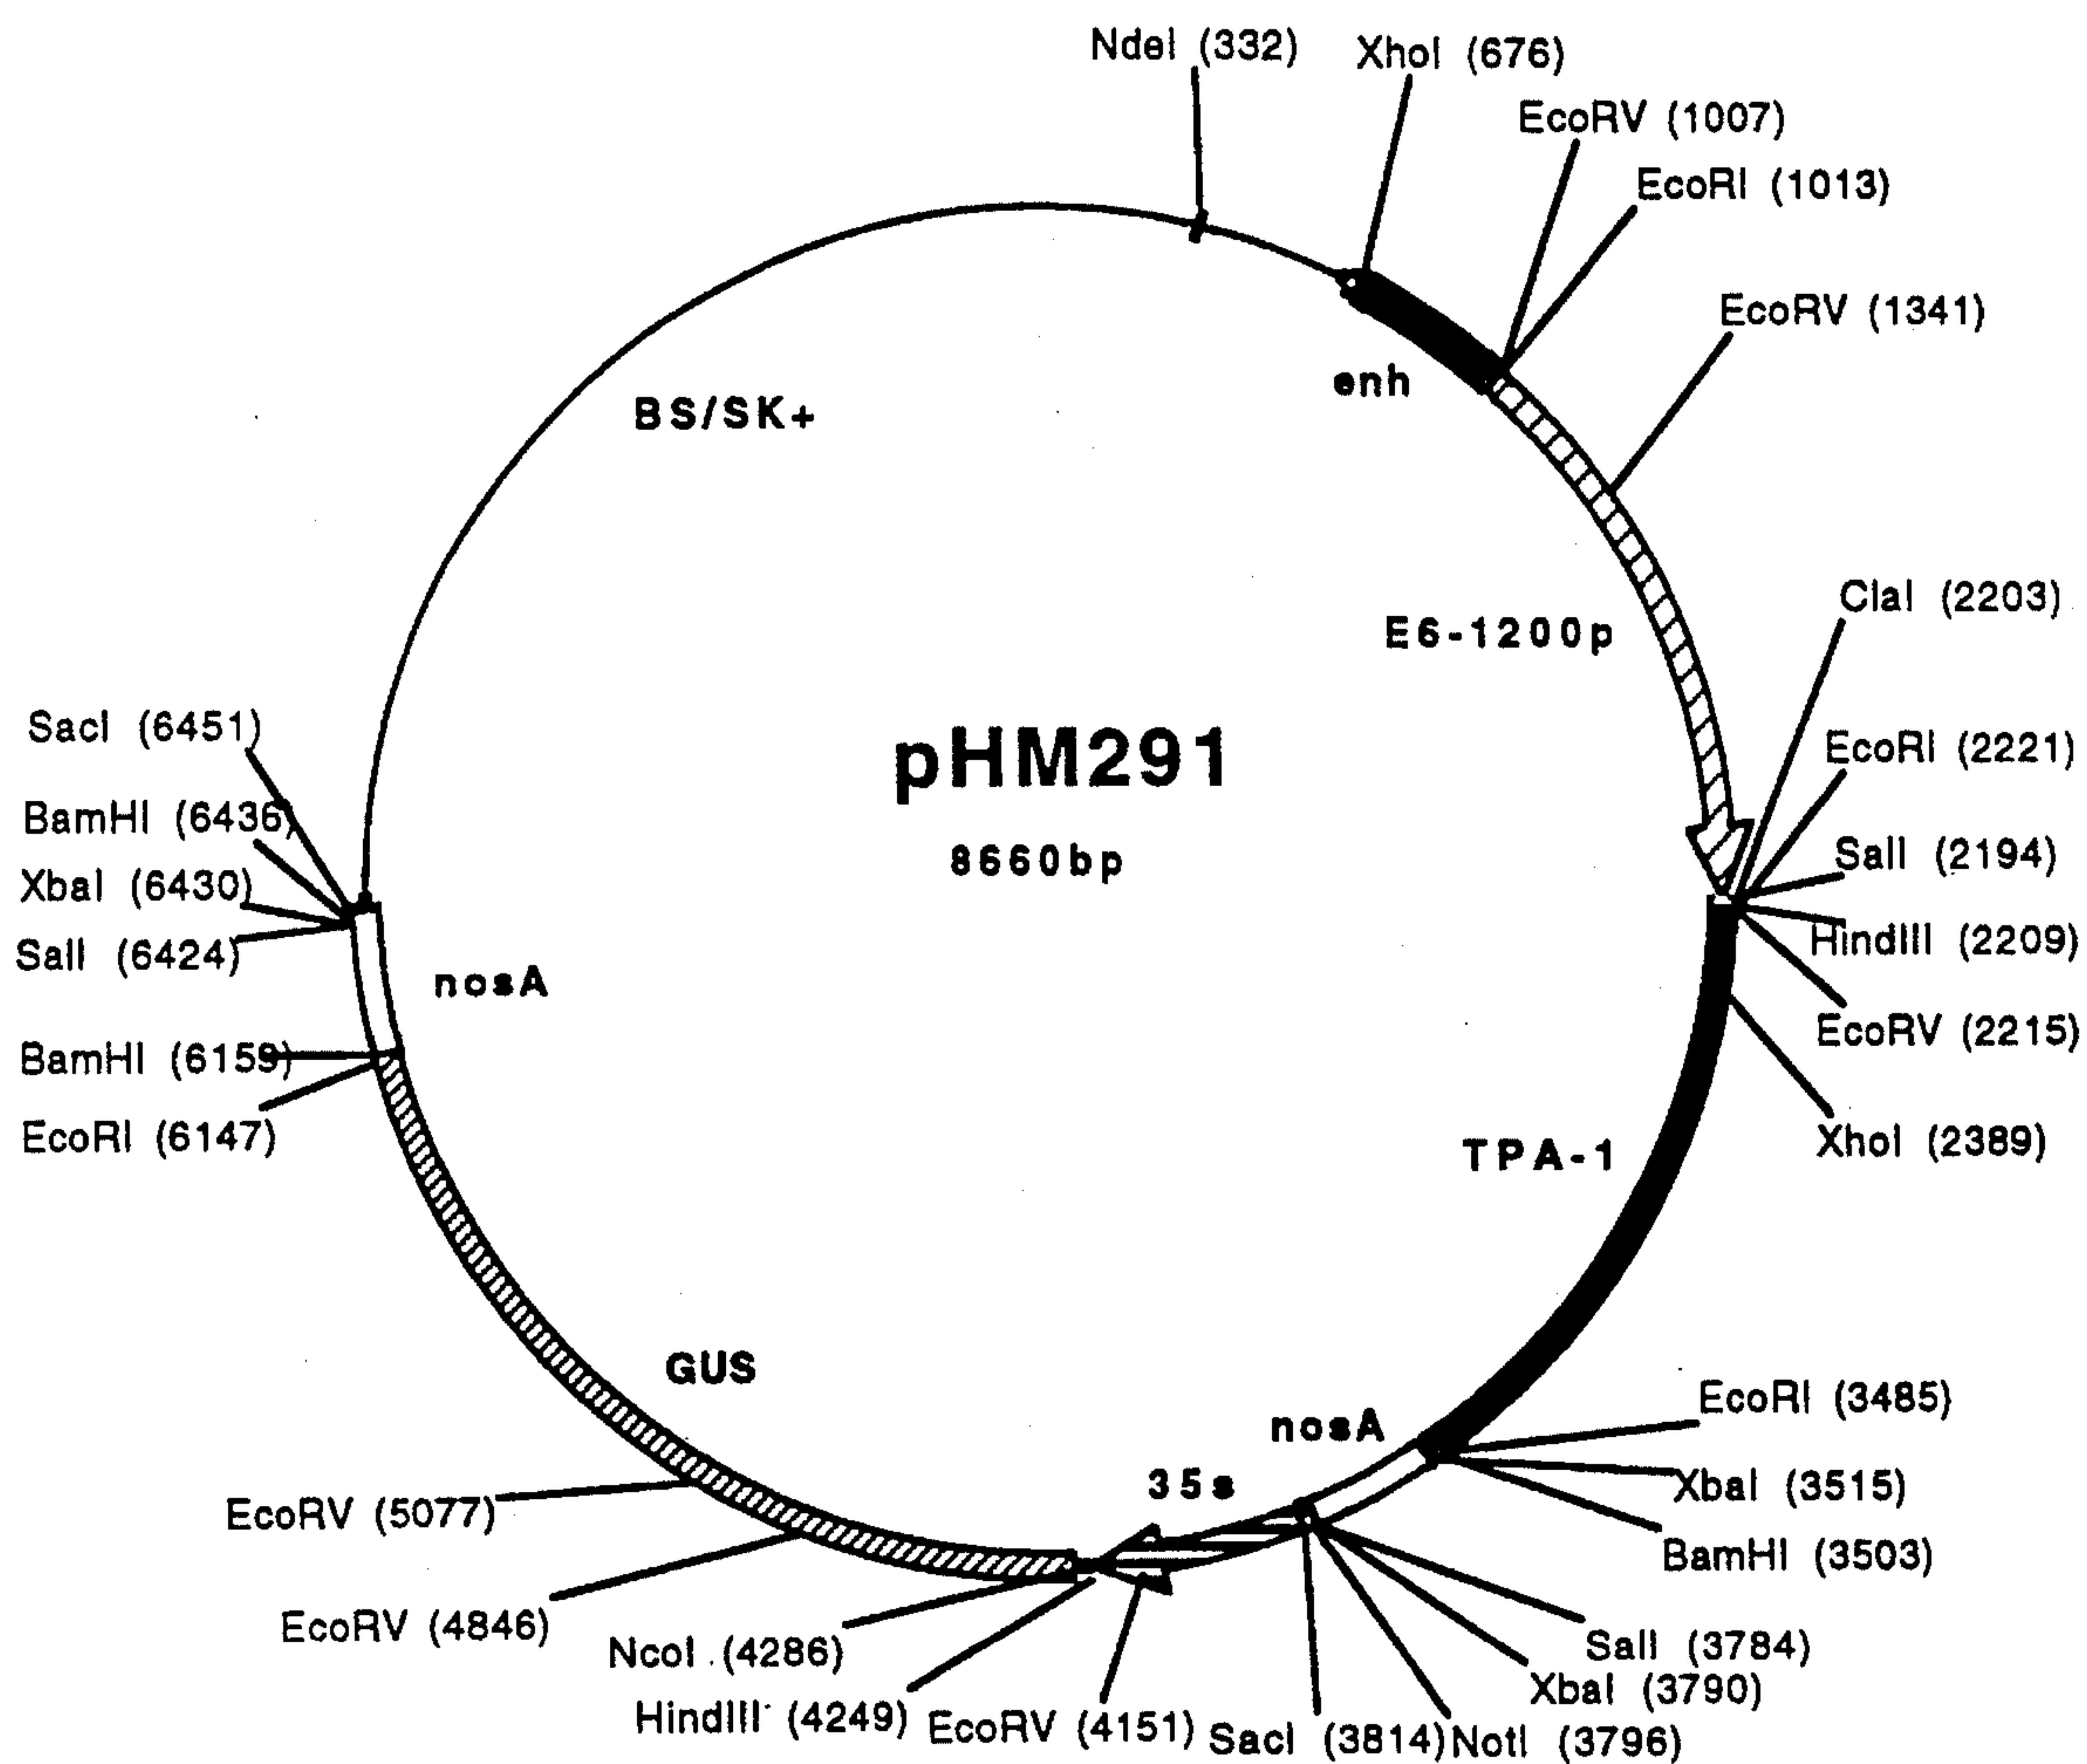 NdeI (332)
XhoI (676)
EcoRV (1007)
EcoRI (1013)
EcoRV (1341)
enh
BS/SK+
ClaI (2203)
E6-1200p
SacI (6451)
pHM291
EcoRI (2221)
BamHI (6436)
8660bp
SalI (2194)
XbaI (6430)
HindIII (2209)
SalI (6424)
nosA
EcoRV (2215)
BamHI (6159)
EcoRI (6147)
TPA-1
XhoI (2389)
GUS
EcoRI (3485)
nosA
35s
XbaI (3515)
EcoRV (5077)
BamHI (3503)
EcoRV (4846)
NcoI (4286)
SalI (3784)
XbaI (3790)
HindIII (4249)
EcoRV (4151)
SacI (3814)
NotI (3796)